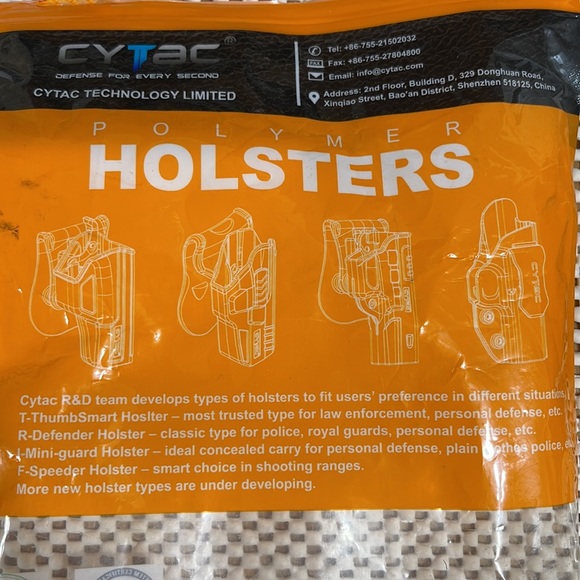 CYTAC®
DEFENSE FOR EVERY SECOND
CYTAC TECHNOLOGY LIMITED
Tel: +86-755-21502032
FAX Fax: +86-755-27804800
Email: info@cytac.com
Address: 2nd Floor, Building D, 329 Donghuan Road,
Xinqiao Street, Bao'an District, Shenzhen 518125, China
POLYMER
HOLSTERS
CYTAC
Cytac R&D team develops types of holsters to fit users' preference in different situations,
T-ThumbSmart Hoslter – most trusted type for law enforcement, personal defense, etc.
R-Defender Holster – classic type for police, royal guards, personal defense, etc.
I-Mini-guard Holster – ideal concealed carry for personal defense, plain clothes police,
F-Speeder Holster – smart choice in shooting ranges.
More new holster types are under developing.